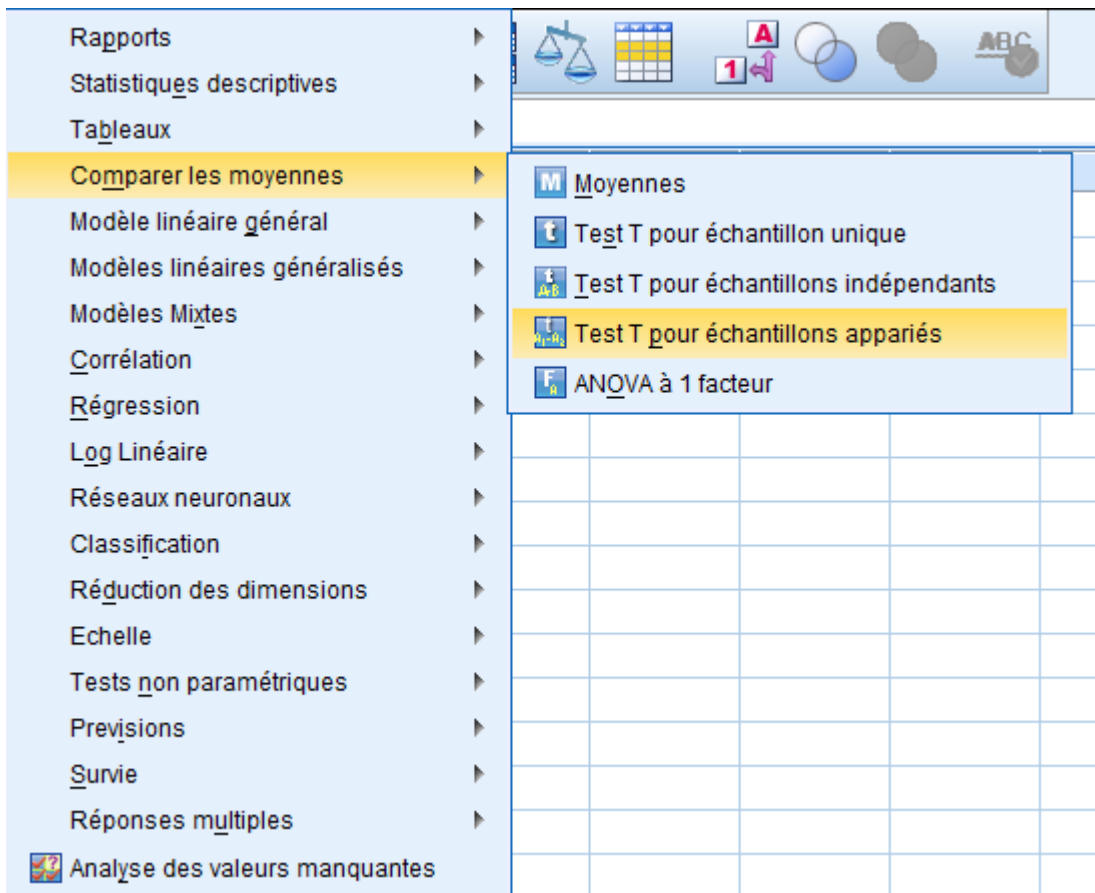 Rapports
Statistiques descriptives
Tableaux
Comparer les moyennes
Modèle linéaire général
Modèles linéaires généralisés
Modèles Mixtes
Corrélation
Régression
Log Linéaire
Réseaux neuronaux
Classification
Réduction des dimensions
Echelle
Tests non paramétriques
Previsions
Survie
Réponses multiples
Analyse des valeurs manquantes
A
1
ABC
M Moyennes
t Test T pour échantillon unique
Test T pour échantillons indépendants
Test T pour échantillons appariés
ANOVA à 1 facteur